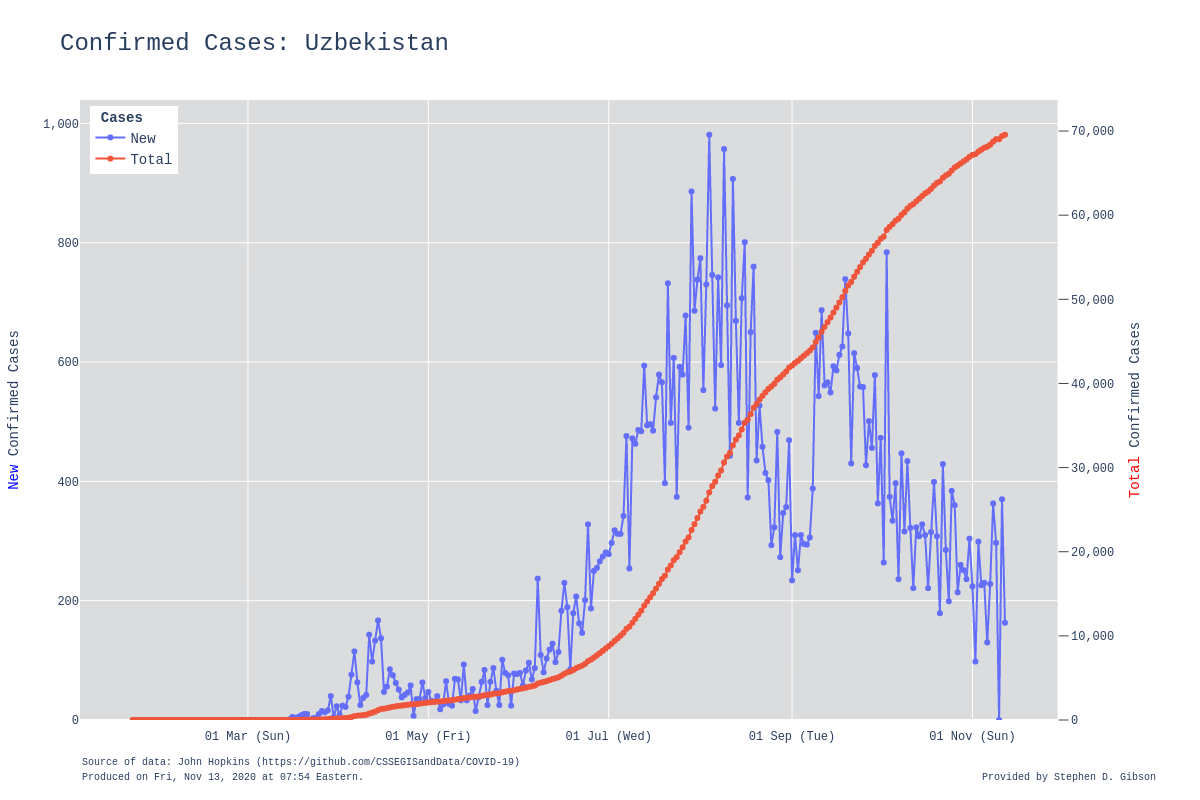 Confirmed Cases: Uzbekistan
Cases
New
Total
1,000
800
600
400
200
0
New Confirmed Cases
70,000
60,000
50,000
40,000
30,000
20,000
10,000
0
Total Confirmed Cases
01 Mar (Sun) 01 May (Fri) 01 Jul (Wed) 01 Sep (Tue) 01 Nov (Sun)
Source of data: John Hopkins (https://github.com/CSSEGISandData/COVID-19)
Produced on Fri, Nov 13, 2020 at 07:54 Eastern.
Provided by Stephen D. Gibson